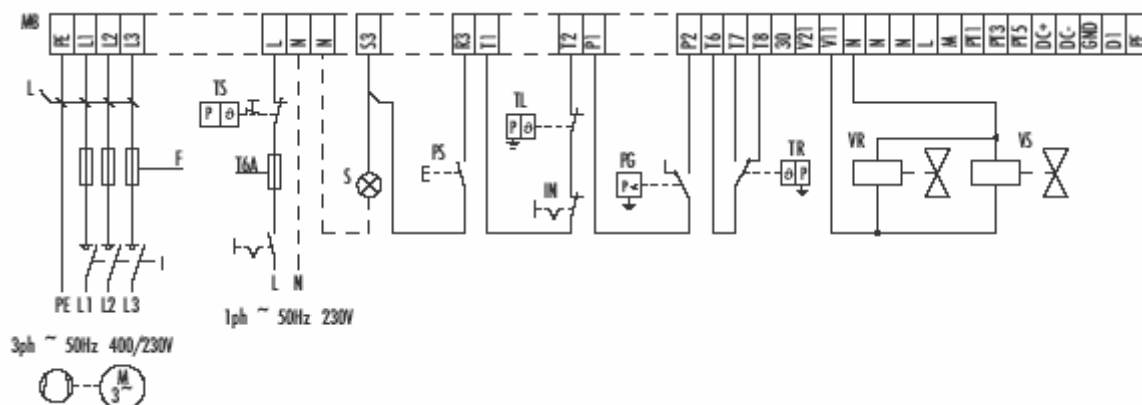 MB PE L1 L2 L3 L N N S3 R3 T1 T2 P1 P2 T6 T7 T8 30 V21 V11 N N N L M PT1 PT3 PT5 DC+ DC- GND D1 PE
L TS P ϑ TL P ϑ PS PG P< TR ϑ P VR VS
F T6A S E IN
I
PE L1 L2 L3 L N
1ph ~ 50Hz 230V
3ph ~ 50Hz 400/230V
M
3~